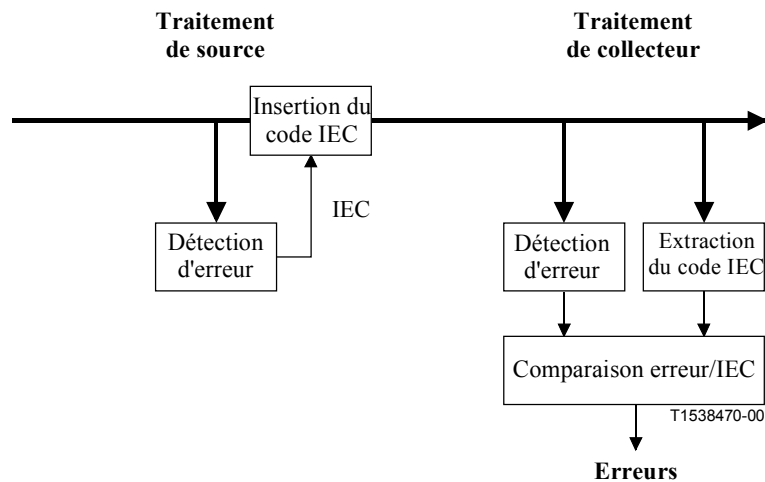 Traitement
de source
Traitement
de collecteur
Insertion du
code IEC
IEC
Détection
d'erreur
Détection
d'erreur
Extraction
du code IEC
Comparaison erreur/IEC
T1538470-00
Erreurs